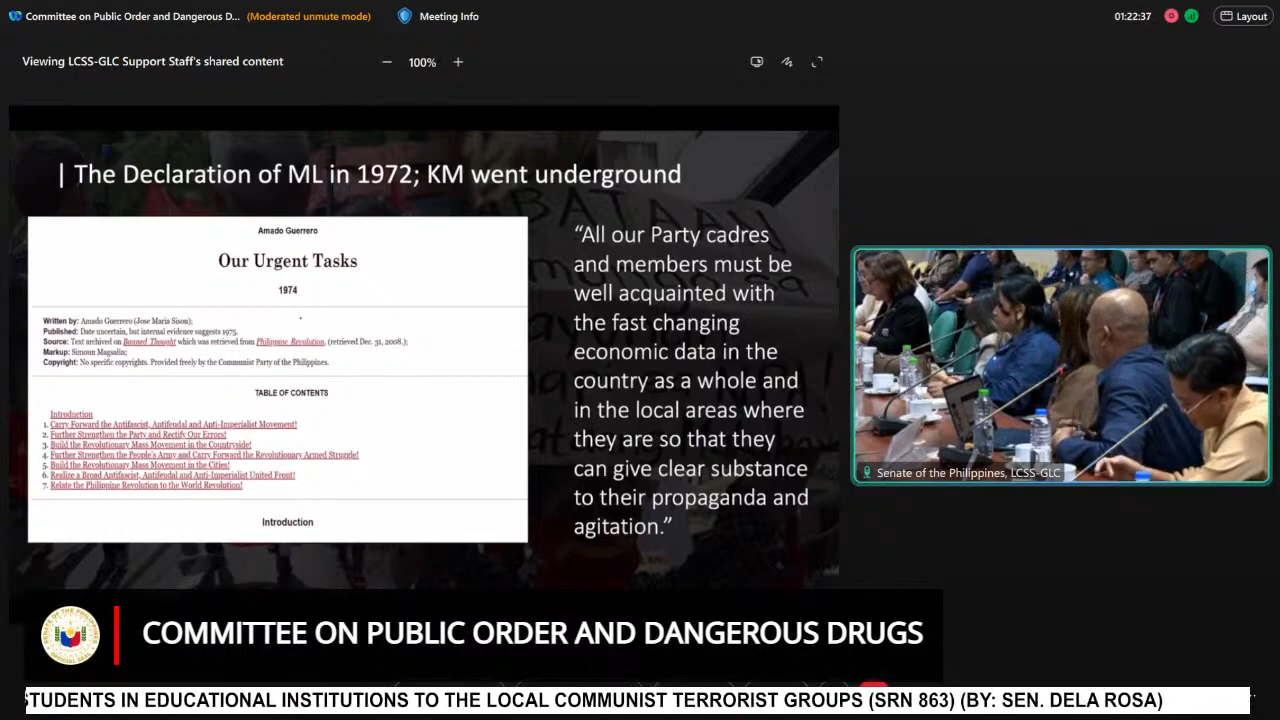 Committee on Public Order and Dangerous D... (Moderated unmute mode) Meeting Info 01:22:37 Layout
Viewing LCSS-GLC Support Staff's shared content 100%
| The Declaration of ML in 1972; KM went underground
Amado Guerrero
Our Urgent Tasks
1974
Written by: Amado Guerrero (Jose Maria Sison);
Published: Date uncertain, but internal evidence suggests 1975.
Source: Text archived on Banned Thought which was retrieved from Philippine Revolution, (retrieved Dec. 31, 2008.);
Markup: Simoun Magsalin;
Copyright: No specific copyrights. Provided freely by the Communist Party of the Philippines.
TABLE OF CONTENTS
Introduction
1. Carry Forward the Antifascist, Antifeudal and Anti-Imperialist Movement!
2. Further Strengthen the Party and Rectify Our Errors!
3. Build the Revolutionary Mass Movement in the Countryside!
4. Further Strengthen the People's Army and Carry Forward the Revolutionary Armed Struggle!
5. Build the Revolutionary Mass Movement in the Cities!
6. Realize a Broad Antifascist, Antifeudal and Anti-Imperialist United Front!
7. Relate the Philippine Revolution to the World Revolution!
Introduction
“All our Party cadres
and members must be
well acquainted with
the fast changing
economic data in the
country as a whole and
in the local areas where
they are so that they
can give clear substance
to their propaganda and
agitation.”
BATAAN
Senate of the Philippines, LCSS-GLC
COMMITTEE ON PUBLIC ORDER AND DANGEROUS DRUGS
STUDENTS IN EDUCATIONAL INSTITUTIONS TO THE LOCAL COMMUNIST TERRORIST GROUPS (SRN 863) (BY: SEN. DELA ROSA)